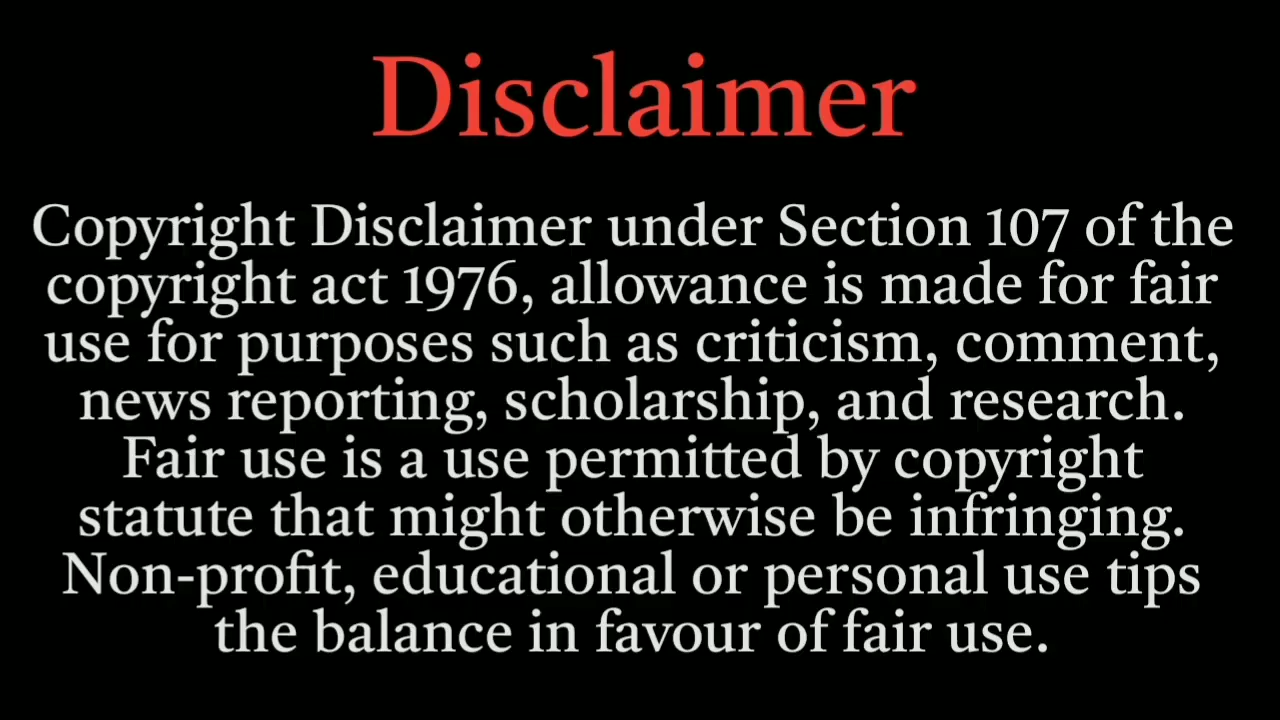 Disclaimer
Copyright Disclaimer under Section 107 of the
copyright act 1976, allowance is made for fair
use for purposes such as criticism, comment,
news reporting, scholarship, and research.
Fair use is a use permitted by copyright
statute that might otherwise be infringing.
Non-profit, educational or personal use tips
the balance in favour of fair use.